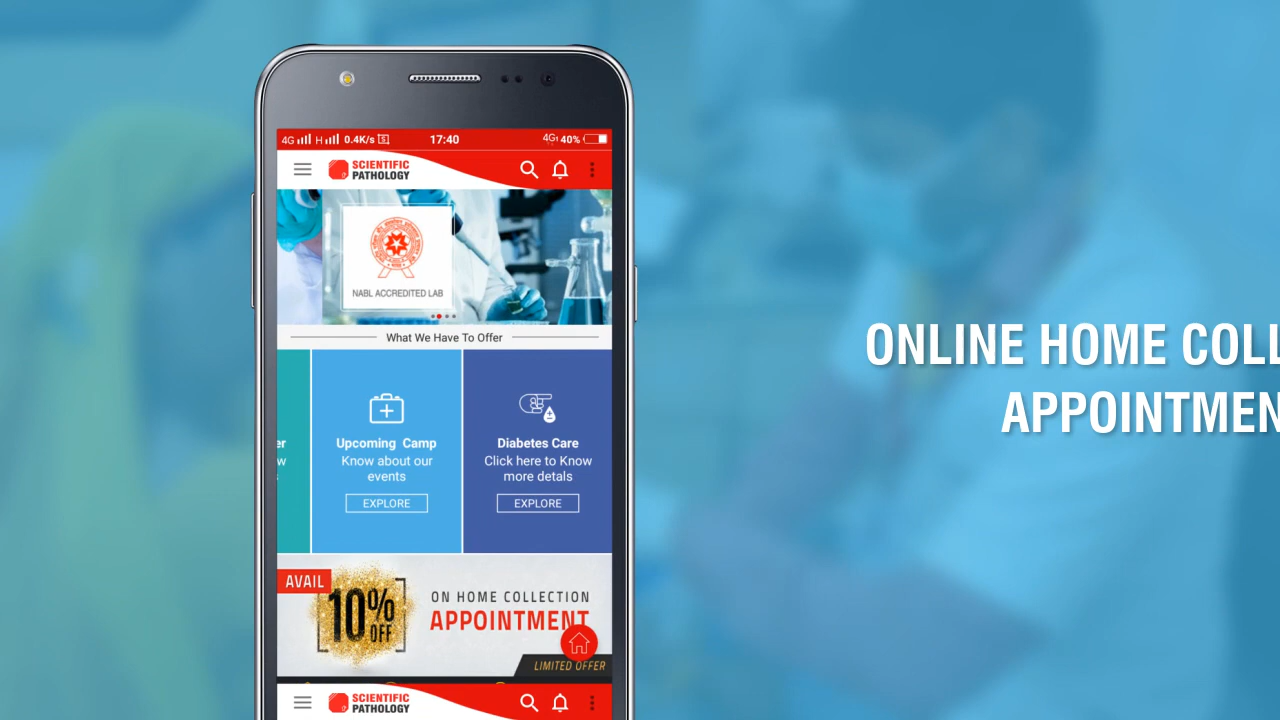 4G H 0.4K/s 17:40 4G 40%
SCIENTIFIC
PATHOLOGY
NABL ACCREDITED LAB
What We Have To Offer
er
w
Upcoming Camp
Know about our
events
EXPLORE
Diabetes Care
Click here to Know
more detals
EXPLORE
AVAIL
10%
OFF
ON HOME COLLECTION
APPOINTMENT
LIMITED OFFER
SCIENTIFIC
PATHOLOGY
ONLINE HOME COLL
APPOINTMEN